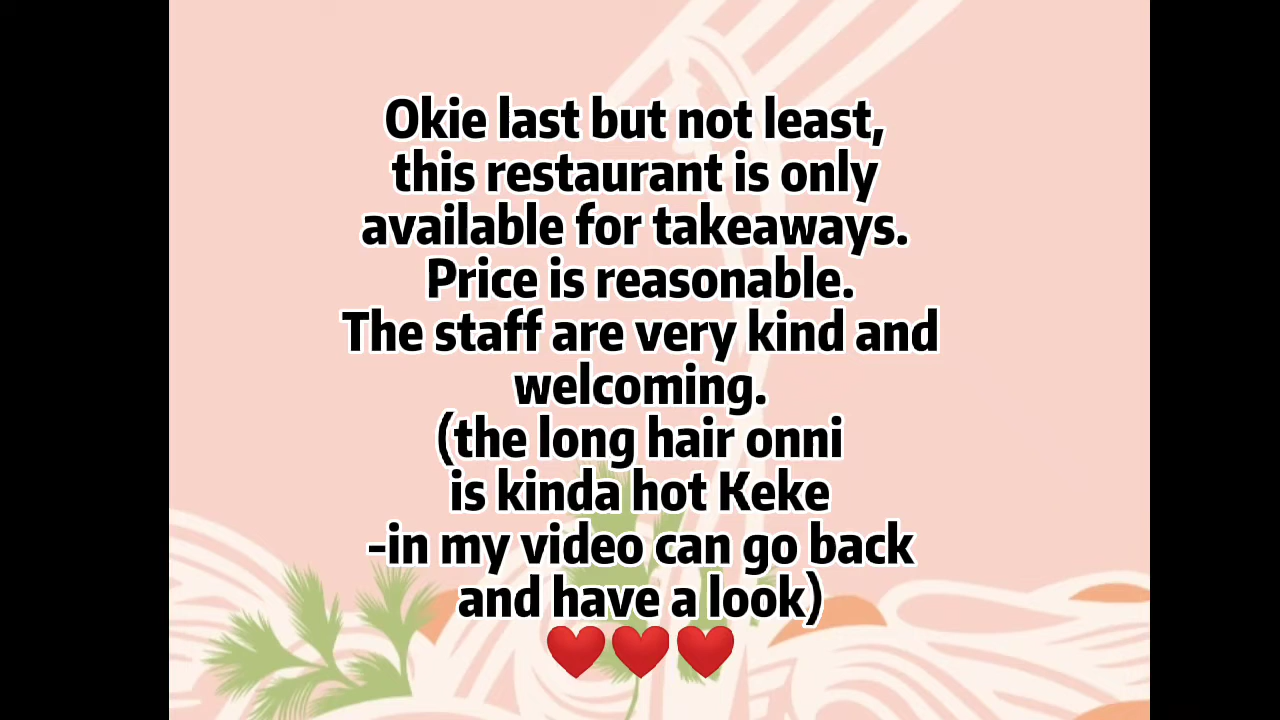 Okie last but not least,
this restaurant is only
available for takeaways.
Price is reasonable.
The staff are very kind and
welcoming.
(the long hair onni
is kinda hot Keke
-in my video can go back
and have a look)
❤️❤️❤️